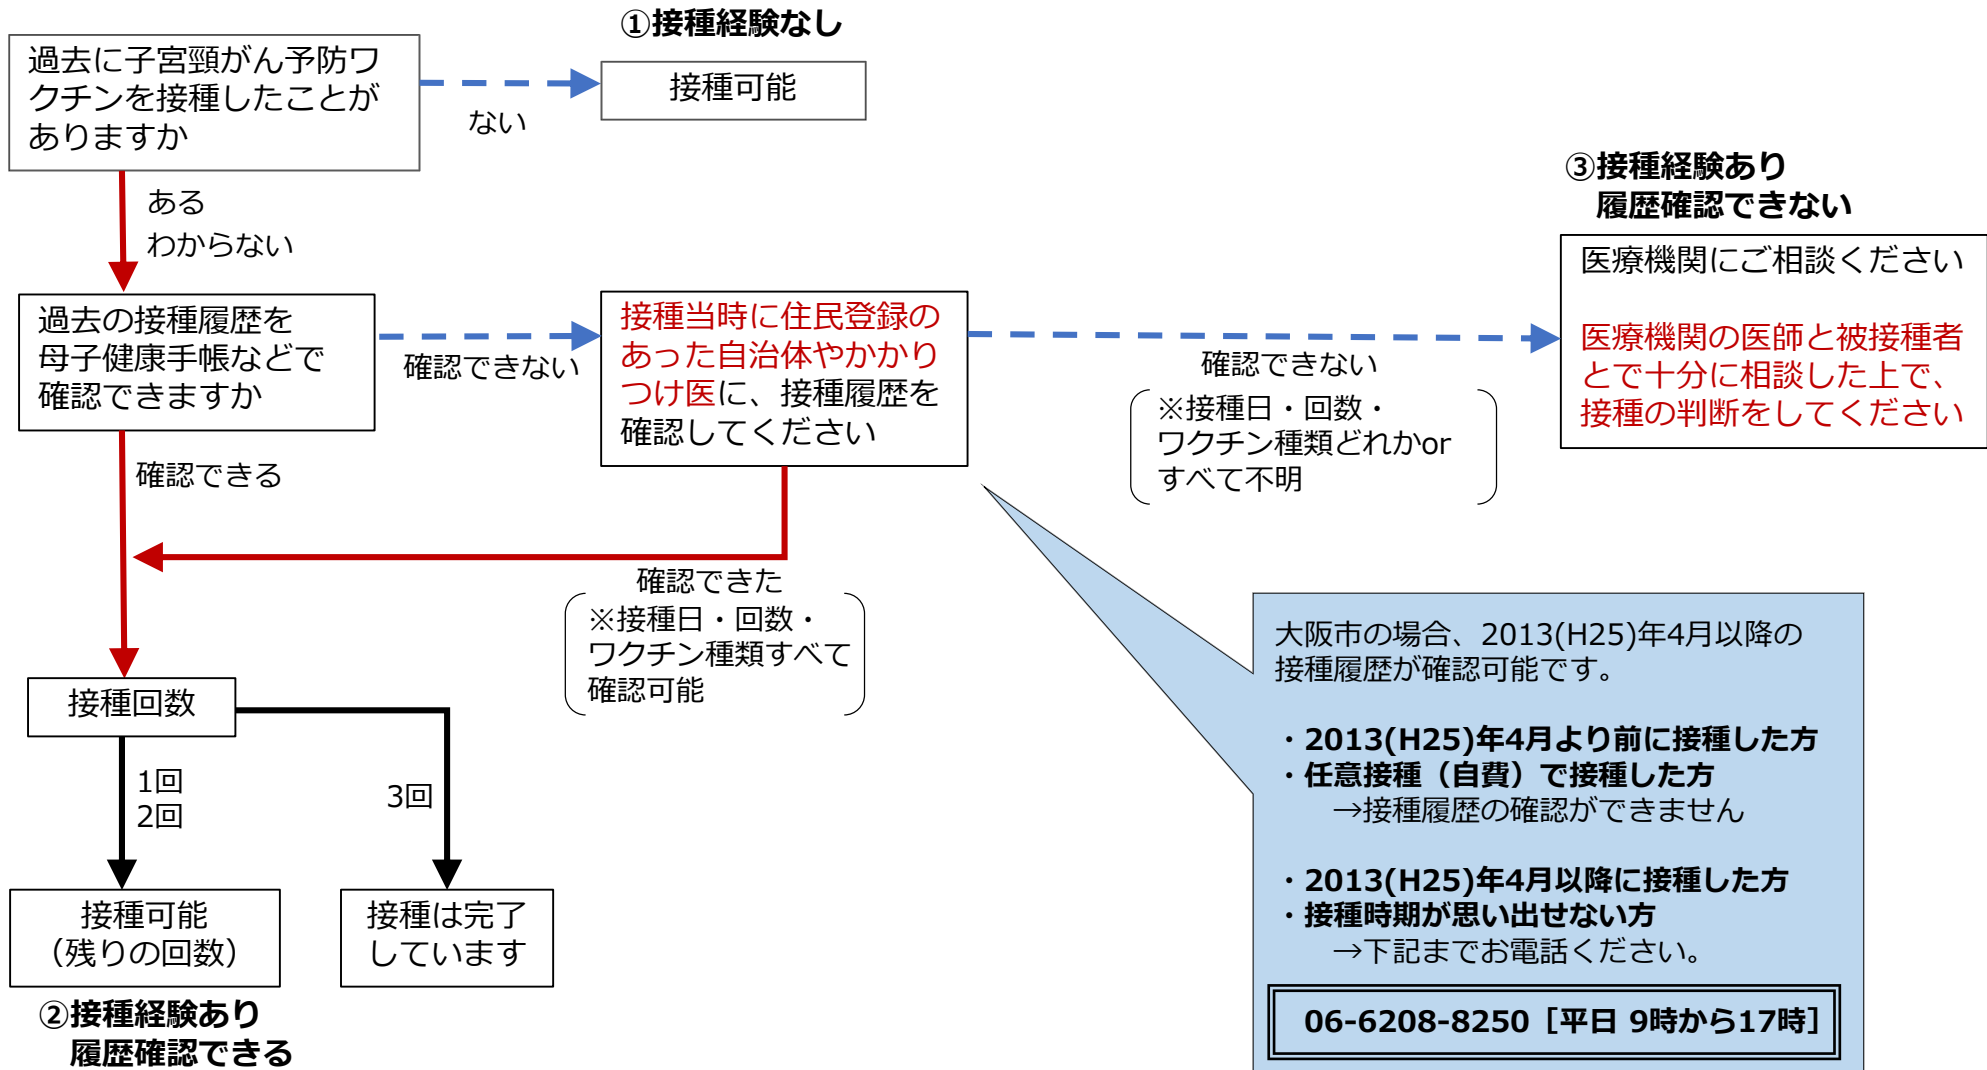 ①接種経験なし
過去に子宮頸がん予防ワ
クチンを接種したことが
ありますか
ない
接種可能
ある
わからない
③接種経験あり
履歴確認できない
医療機関にご相談ください
医療機関の医師と被接種者
とで十分に相談した上で、
接種の判断をしてください
過去の接種履歴を
母子健康手帳などで
確認できますか
確認できない
接種当時に住民登録の
あった自治体やかかり
つけ医に、接種履歴を
確認してください
確認できない
※接種日・回数・
ワクチン種類どれかor
すべて不明
確認できる
確認できた
※接種日・回数・
ワクチン種類すべて
確認可能
接種回数
1回
2回
3回
接種可能
（残りの回数）
接種は完了
しています
②接種経験あり
履歴確認できる
大阪市の場合、2013(H25)年4月以降の
接種履歴が確認可能です。
・2013(H25)年4月より前に接種した方
・任意接種（自費）で接種した方
→接種履歴の確認ができません
・2013(H25)年4月以降に接種した方
・接種時期が思い出せない方
→下記までお電話ください。
06-6208-8250［平日 9時から17時］